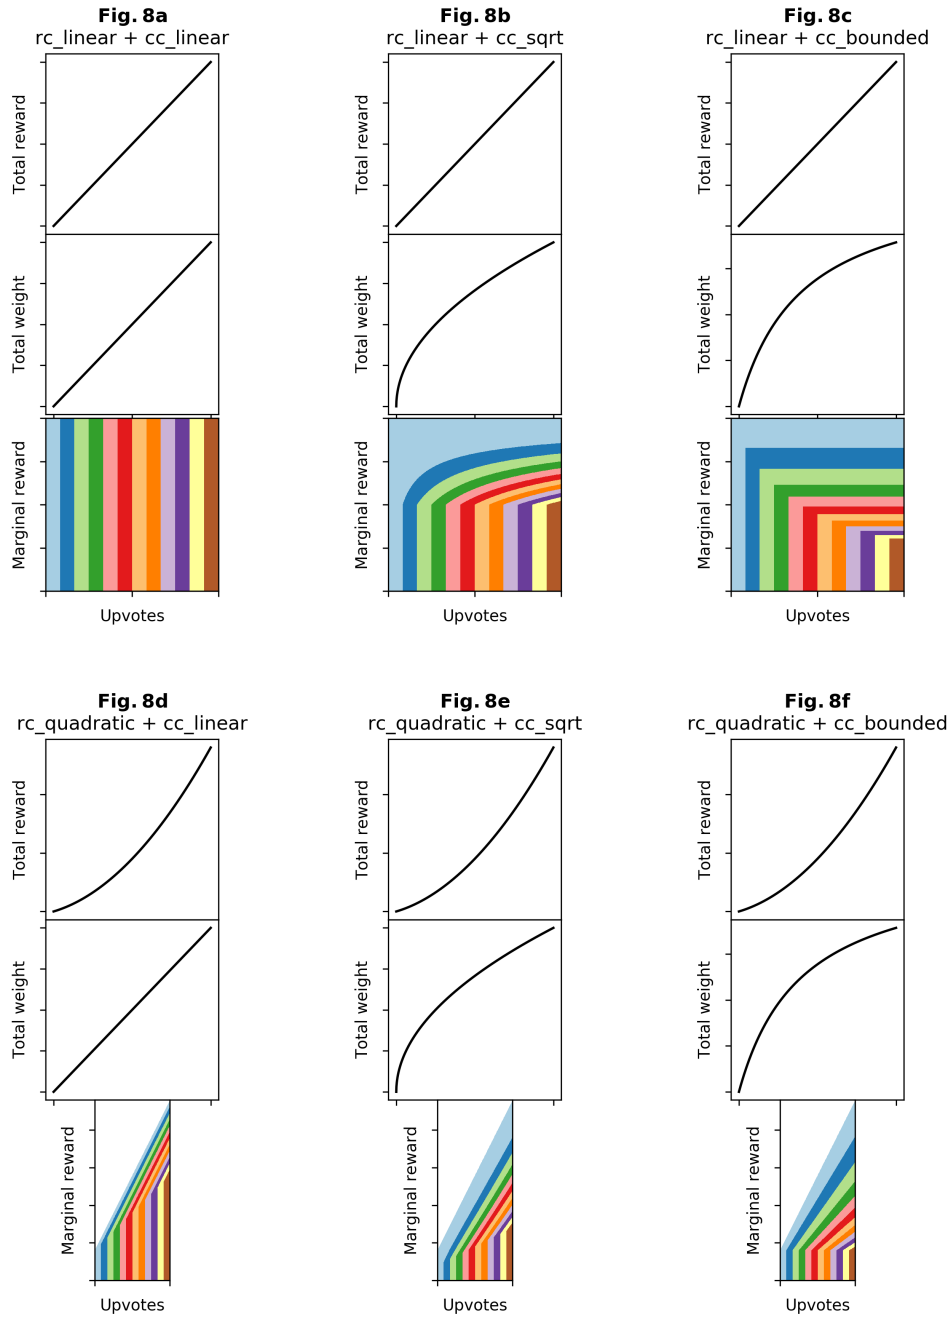 Fig. 8a
rc_linear + cc_linear
Total reward
Total weight
Marginal reward
Upvotes
Fig. 8b
rc_linear + cc_sqrt
Total reward
Total weight
Marginal reward
Upvotes
Fig. 8c
rc_linear + cc_bounded
Total reward
Total weight
Marginal reward
Upvotes
Fig. 8d
rc_quadratic + cc_linear
Total reward
Total weight
Marginal reward
Upvotes
Fig. 8e
rc_quadratic + cc_sqrt
Total reward
Total weight
Marginal reward
Upvotes
Fig. 8f
rc_quadratic + cc_bounded
Total reward
Total weight
Marginal reward
Upvotes